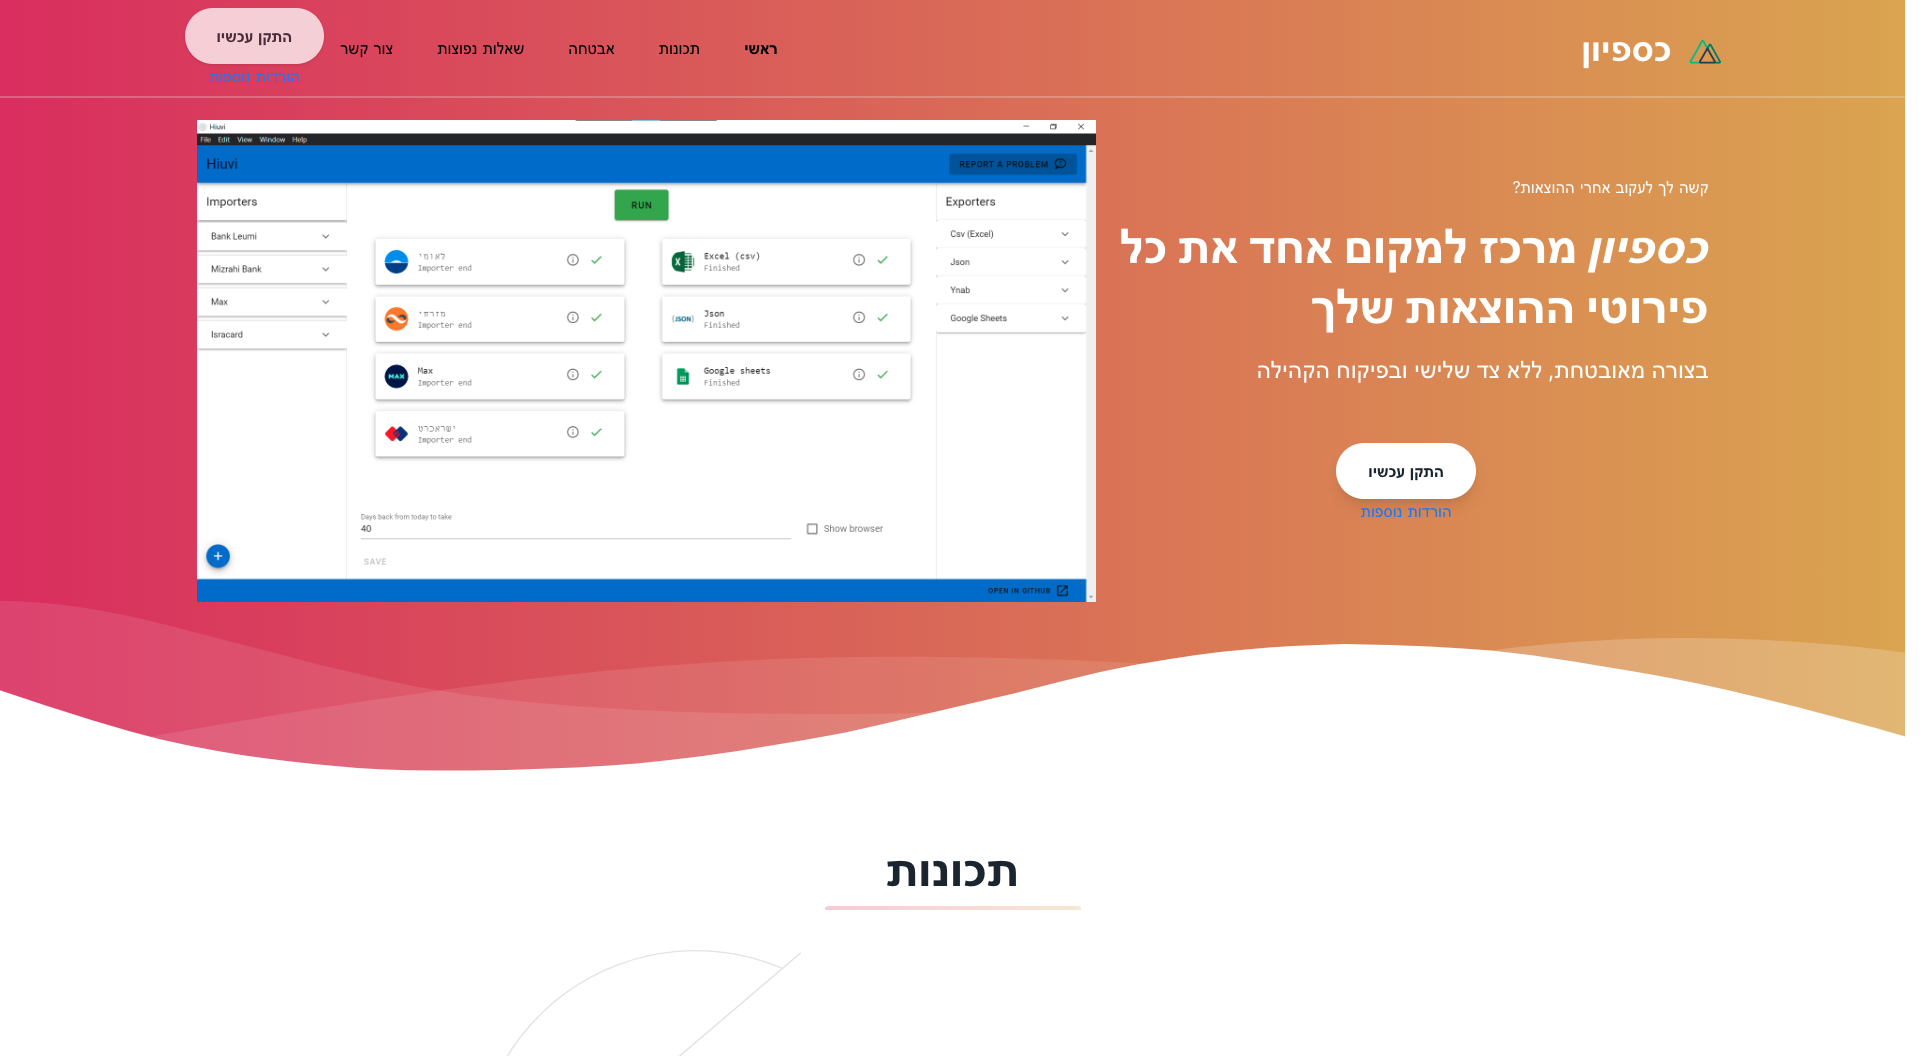 כספיון
ראשי
תכונות
אבטחה
שאלות נפוצות
צור קשר
התקן עכשיו
הורדות נוספות
קשה לך לעקוב אחרי ההוצאות?
כספיון מרכז למקום אחד את כל
פירוטי ההוצאות שלך
בצורה מאובטחת, ללא צד שלישי ובפיקוח הקהילה
התקן עכשיו
הורדות נוספות
Hiuvi
File Edit View Window Help
Hiuvi
REPORT A PROBLEM
Importers
Bank Leumi
Mizrahi Bank
Max
Isracard
RUN
לאומי
Importer end
מזרחי
Importer end
MAX
Max
Importer end
ישראכרט
Importer end
Excel (csv)
Finished
{JSON}
Json
Finished
Google sheets
Finished
Exporters
Csv (Excel)
Json
Ynab
Google Sheets
Days back from today to take
40
Show browser
SAVE
OPEN IN GITHUB
תכונות